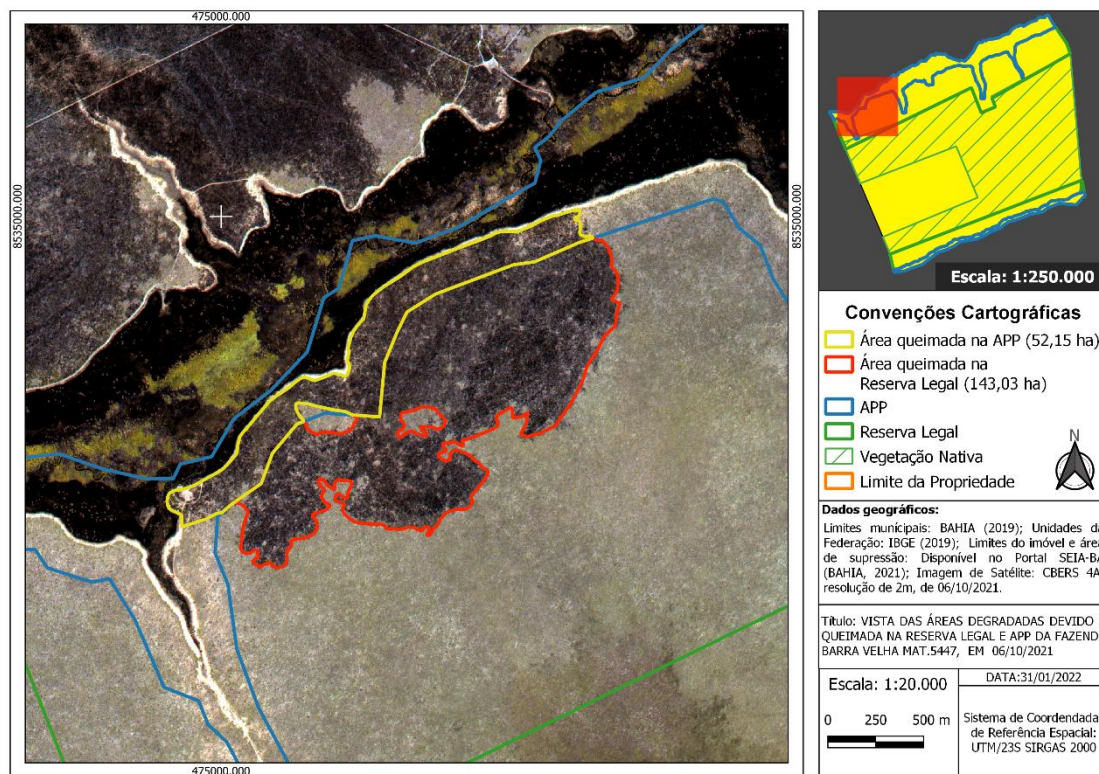 475000.000
8535000.000
8535000.000
475000.000
Escala: 1:250.000
Convenções Cartográficas
Área queimada na APP (52,15 ha)
Área queimada na
Reserva Legal (143,03 ha)
APP
Reserva Legal
Vegetação Nativa
Limite da Propriedade
N
Dados geográficos:
Limites municipais: BAHIA (2019); Unidades da
Federação: IBGE (2019); Limites do imóvel e área
de supressão: Disponível no Portal SEIA-BA
(BAHIA, 2021); Imagem de Satélite: CBERS 4A,
resolução de 2m, de 06/10/2021.
Título: VISTA DAS ÁREAS DEGRADADAS DEVIDO
QUEIMADA NA RESERVA LEGAL E APP DA FAZEND
BARRA VELHA MAT.5447, EM 06/10/2021
Escala: 1:20.000
0 250 500 m
DATA:31/01/2022
Sistema de Coordendada
de Referência Espacial:
UTM/23S SIRGAS 2000